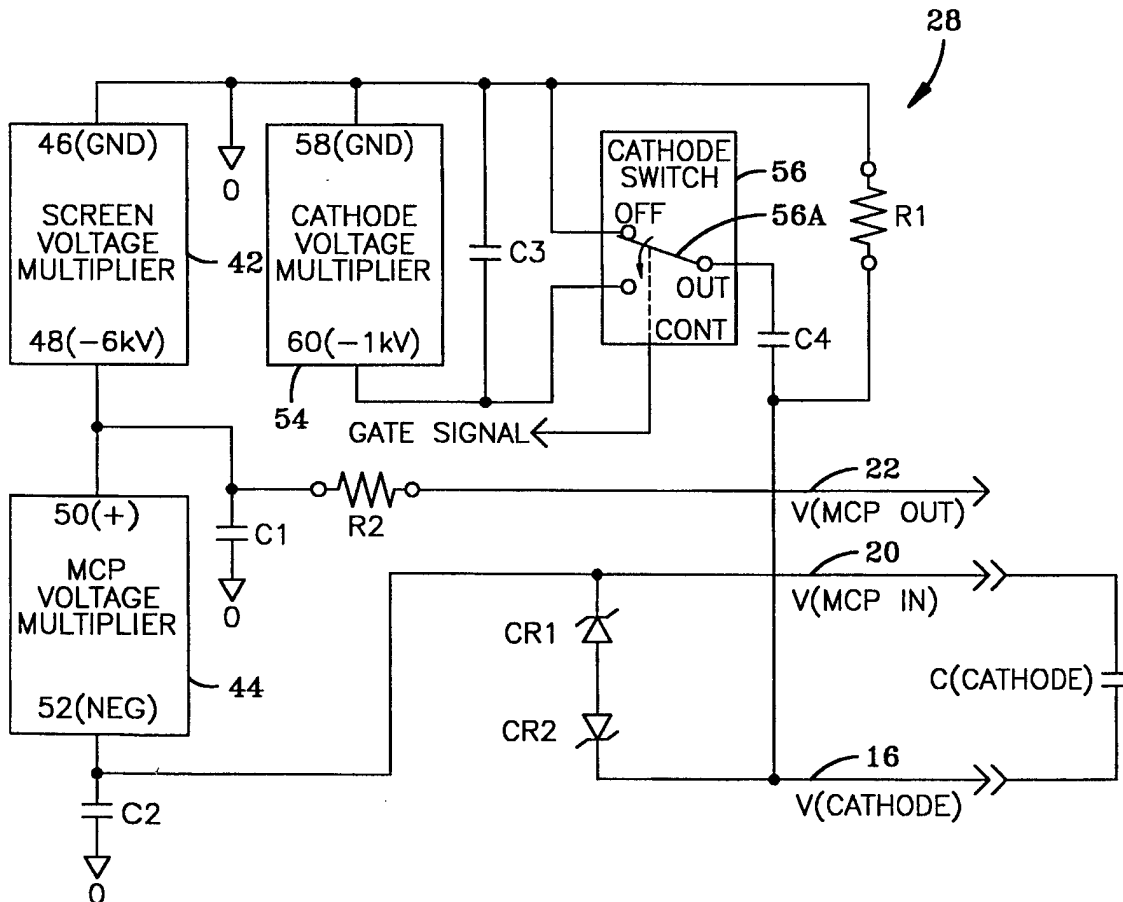 28
46(GND)
SCREEN
VOLTAGE
MULTIPLIER
48(-6kV)
42
0
58(GND)
CATHODE
VOLTAGE
MULTIPLIER
60(-1kV)
54
C3
CATHODE
SWITCH
OFF
OUT
CONT
56
56A
R1
C4
GATE SIGNAL
50(+)
MCP
VOLTAGE
MULTIPLIER
52(NEG)
44
C1
0
R2
22
V(MCP OUT)
20
V(MCP IN)
CR1
CR2
C(CATHODE)
16
V(CATHODE)
C2
0